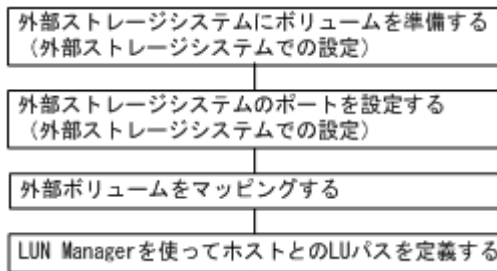 外部ストレージシステムにボリュームを準備する
（外部ストレージシステムでの設定）
外部ストレージシステムのポートを設定する
（外部ストレージシステムでの設定）
外部ボリュームをマッピングする
LUN Managerを使ってホストとのLUパスを定義する